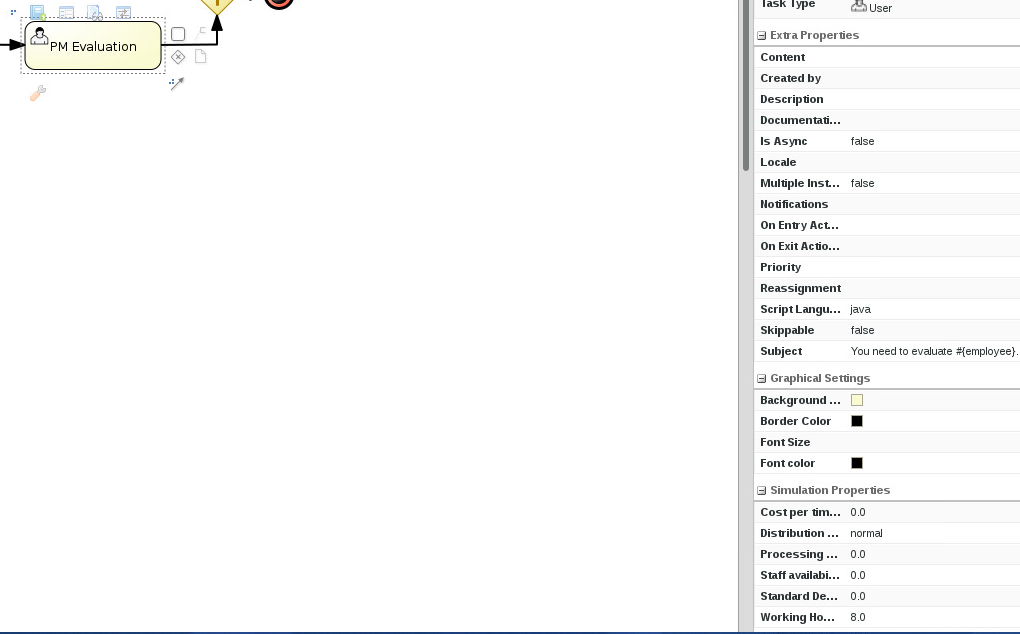 PM Evaluation
Task Type User
Extra Properties
Content
Created by
Description
Documentati...
Is Async false
Locale
Multiple Inst... false
Notifications
On Entry Act...
On Exit Actio...
Priority
Reassignment
Script Langu... java
Skippable false
Subject You need to evaluate #{employee}.
Graphical Settings
Background ...
Border Color
Font Size
Font color
Simulation Properties
Cost per tim... 0.0
Distribution ... normal
Processing ... 0.0
Staff availabi... 0.0
Standard De... 0.0
Working Ho... 8.0